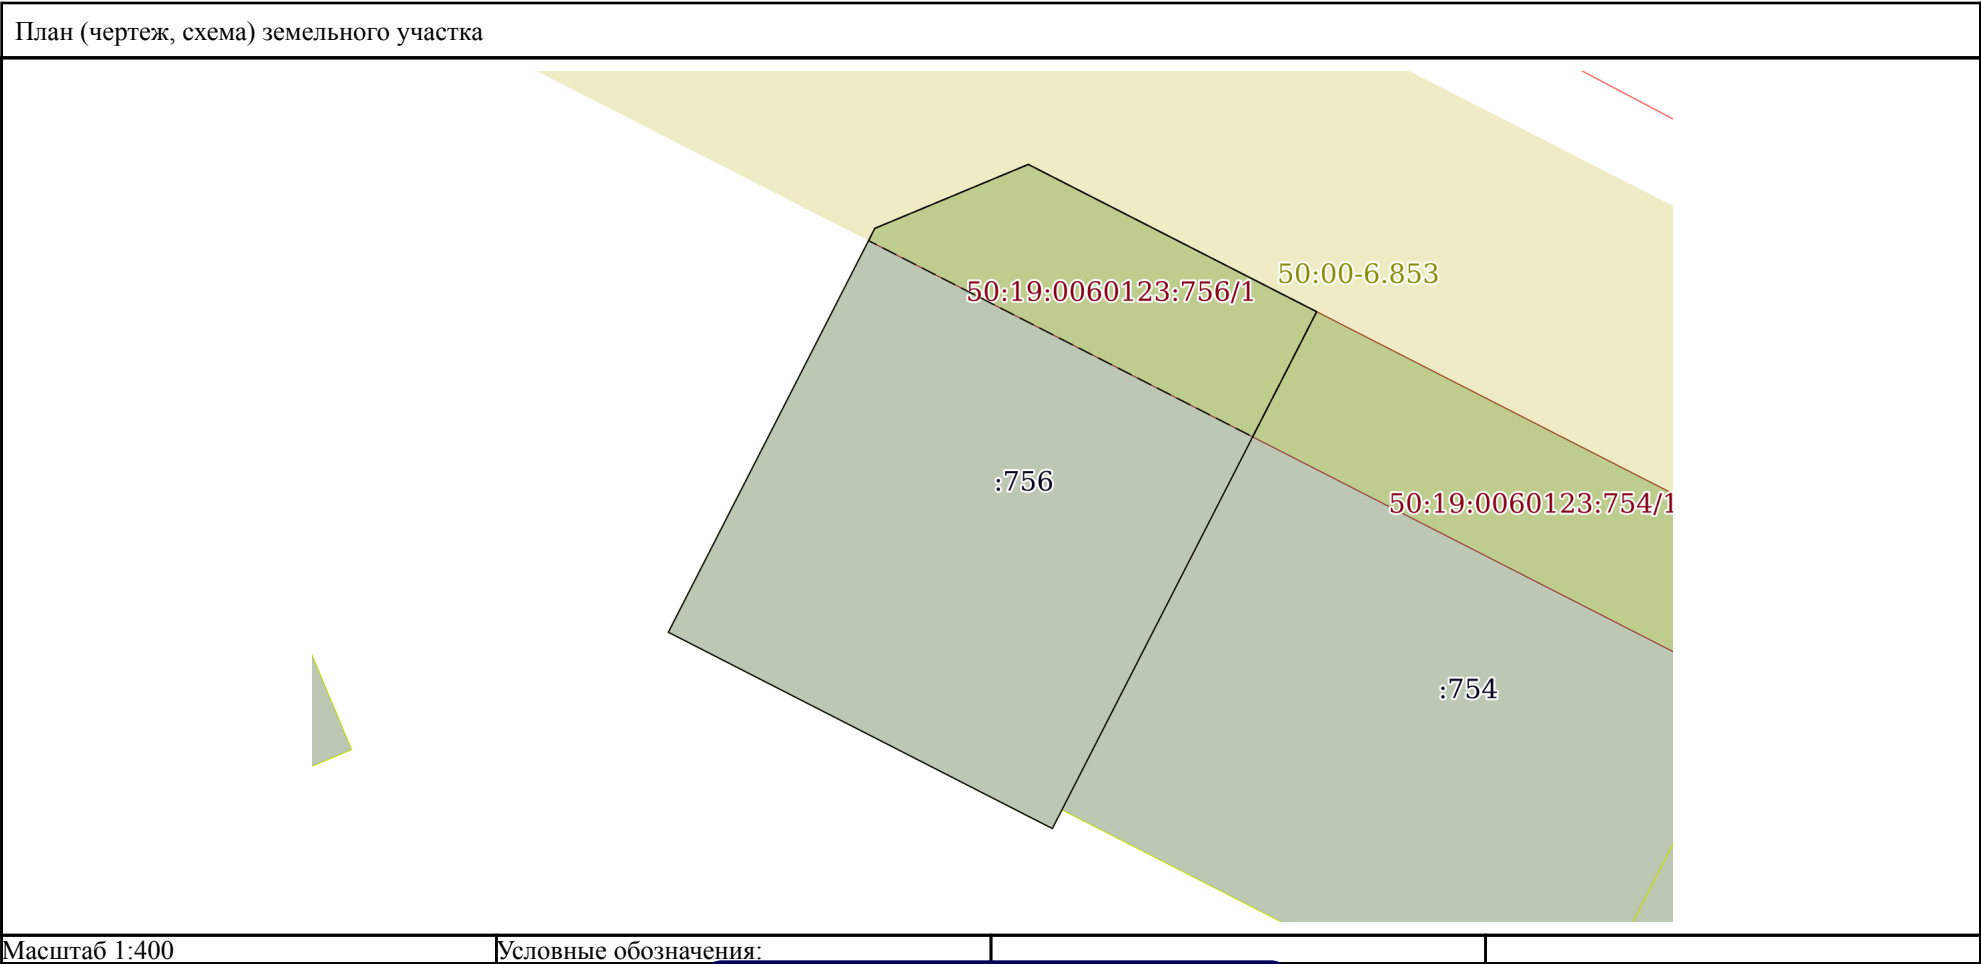 План (чертеж, схема) земельного участка
50:00-6.853
50:19:0060123:756/1
:756
50:19:0060123:754/1
:754
Масштаб 1:400
Условные обозначения: